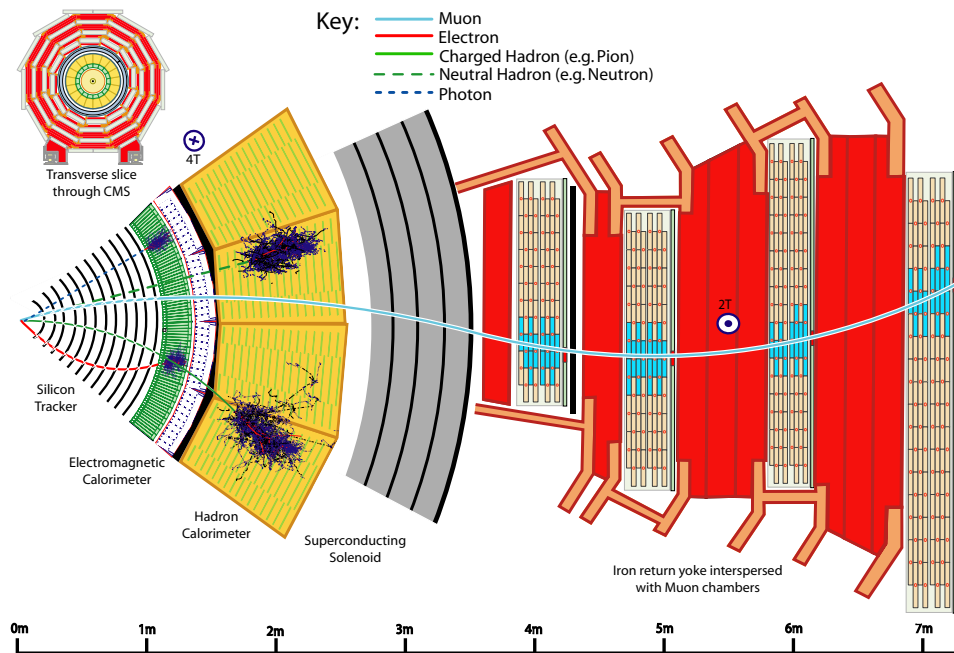 Key:
Muon
Electron
Charged Hadron (e.g. Pion)
Neutral Hadron (e.g. Neutron)
Photon
4T
Transverse slice
through CMS
2T
Silicon
Tracker
Electromagnetic
Calorimeter
Hadron
Calorimeter
Superconducting
Solenoid
Iron return yoke interspersed
with Muon chambers
0m 1m 2m 3m 4m 5m 6m 7m